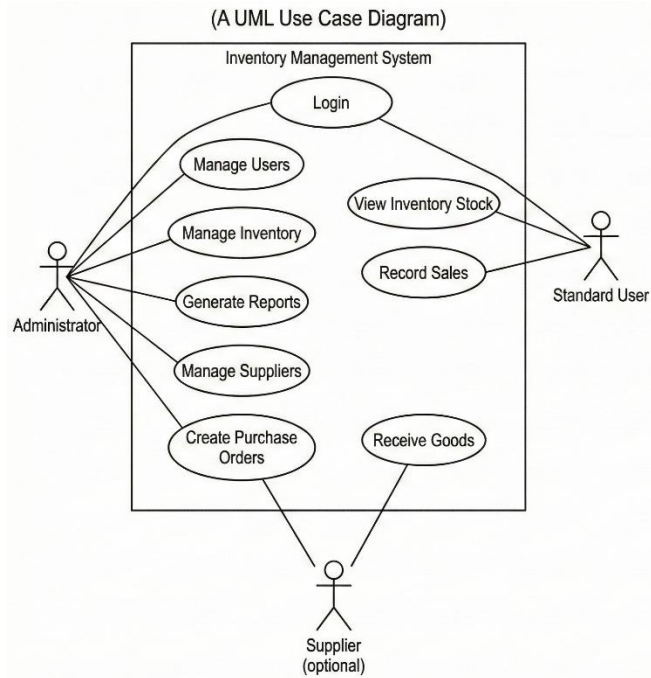 (A UML Use Case Diagram)
Inventory Management System
Login
Manage Users
View Inventory Stock
Manage Inventory
Record Sales
Standard User
Administrator
Generate Reports
Manage Suppliers
Create Purchase
Orders
Receive Goods
Supplier
(optional)